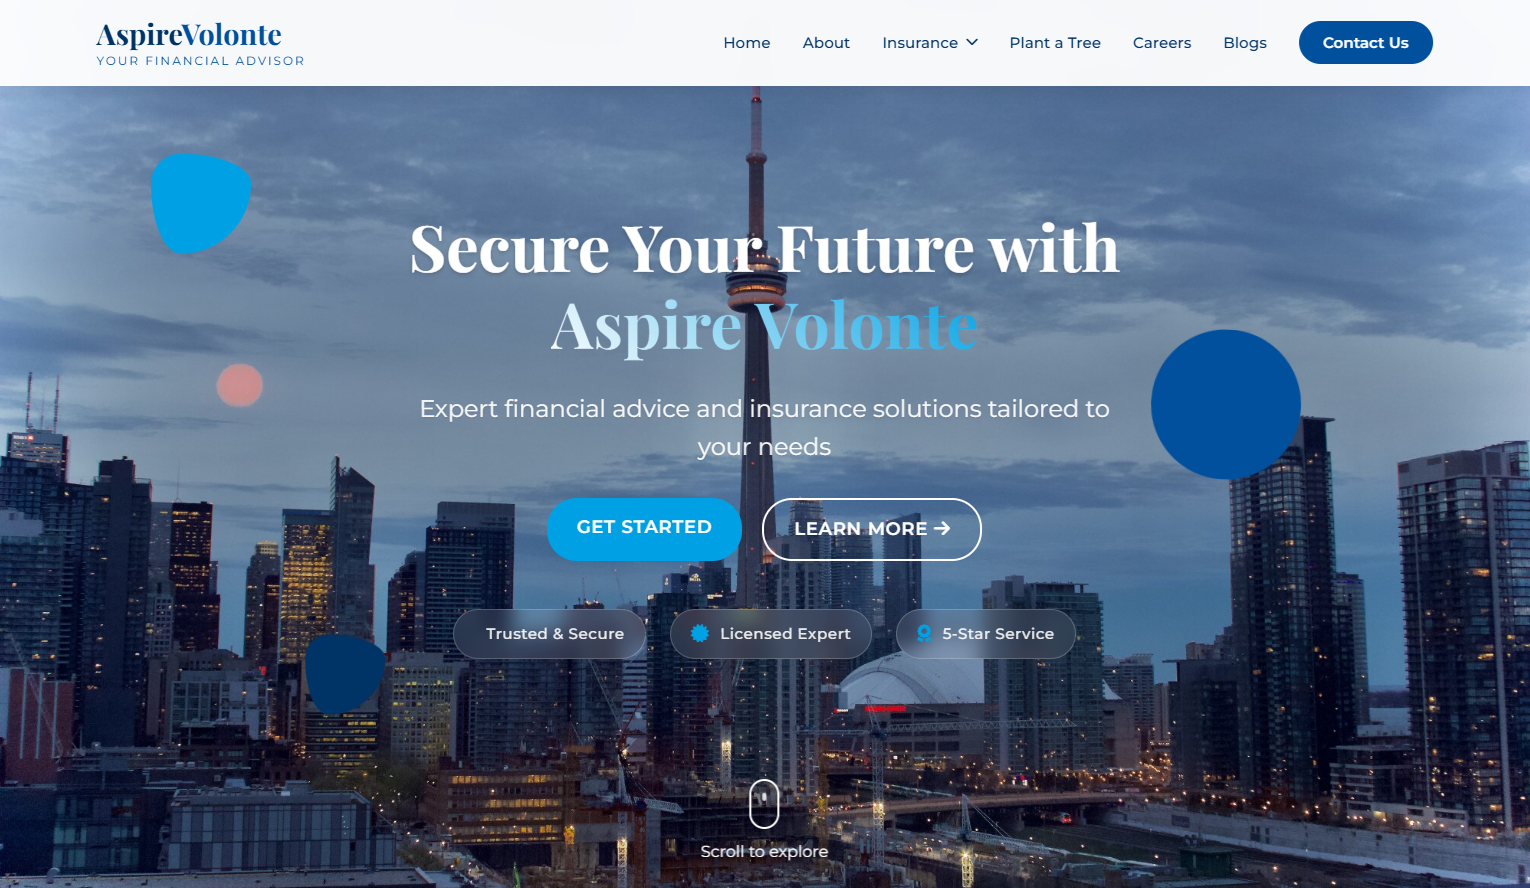 AspireVolonte
YOUR FINANCIAL ADVISOR
Home
About
Insurance
Plant a Tree
Careers
Blogs
Contact Us
Secure Your Future with
Aspire Volonte
Expert financial advice and insurance solutions tailored to
your needs
GET STARTED
LEARN MORE →
Trusted & Secure
Licensed Expert
5-Star Service
Scroll to explore